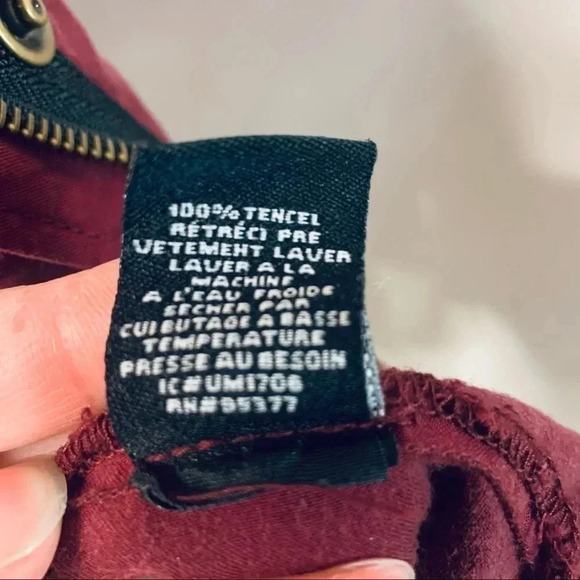 100% TENCEL
RÉTRÉCI PRE
VETEMENT LAVER
LAVER A LA
MACHINE
A L'EAU FROIDE
SECHER PAR
CUIBUTAGE A BASSE
TEMPERATURE
PRESSE AU BESOIN
IC#UM1706
RN#95377